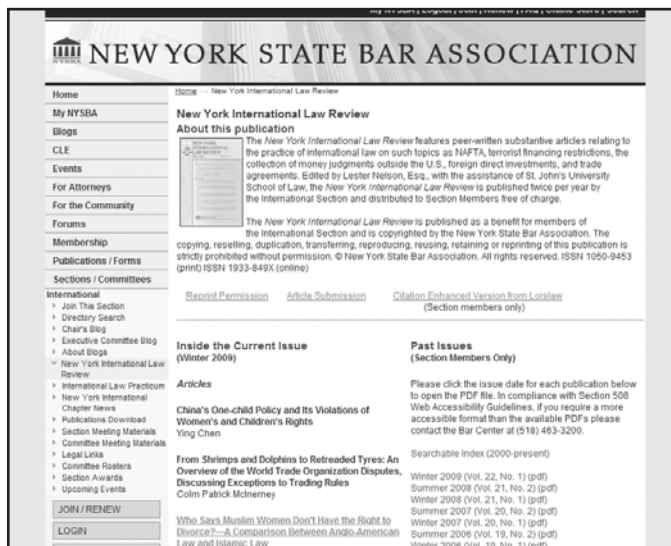 My NYSBA | Logout | Join | Renew | FAQ | Online Store | Search
NYSBA
NEW YORK STATE BAR ASSOCIATION
Home
My NYSBA
Blogs
CLE
Events
For Attorneys
For the Community
Forums
Membership
Publications / Forms
Sections / Committees
International
Join This Section
Directory Search
Chair's Blog
Executive Committee Blog
About Blogs
New York International Law
Review
International Law Practicum
New York International
Chapter News
Publications Download
Section Meeting Materials
Committee Meeting Materials
Legal Links
Committee Rosters
Section Awards
Upcoming Events
JOIN / RENEW
LOGIN
Home → New York International Law Review
New York International Law Review
About this publication
The New York International Law Review features peer-written substantive articles relating to
the practice of international law on such topics as NAFTA, terrorist financing restrictions, the
collection of money judgments outside the U.S., foreign direct investments, and trade
agreements. Edited by Lester Nelson, Esq., with the assistance of St. John's University
School of Law, the New York International Law Review is published twice per year by
the International Section and distributed to Section Members free of charge.
The New York International Law Review is published as a benefit for members of
the International Section and is copyrighted by the New York State Bar Association. The
copying, reselling, duplication, transferring, reproducing, reusing, retaining or reprinting of this publication is
strictly prohibited without permission. © New York State Bar Association. All rights reserved. ISSN 1050-9453
(print) ISSN 1933-849X (online)
Reprint Permission Article Submission Citation Enhanced Version from Loislaw
(Section members only)
Inside the Current Issue
(Winter 2009)
Articles
China's One-child Policy and Its Violations of
Women's and Children's Rights
Ying Chen
From Shrimps and Dolphins to Retreaded Tyres: An
Overview of the World Trade Organization Disputes,
Discussing Exceptions to Trading Rules
Colm Patrick McInerney
Who Says Muslim Women Don't Have the Right to
Divorce?—A Comparison Between Anglo-American
Law and Islamic Law
Past Issues
(Section Members Only)
Please click the issue date for each publication below
to open the PDF file. In compliance with Section 508
Web Accessibility Guidelines, if you require a more
accessible format than the available PDFs please
contact the Bar Center at (518) 463-3200.
Searchable Index (2000-present)
Winter 2009 (Vol. 22, No. 1) (pdf)
Summer 2008 (Vol. 21, No. 2) (pdf)
Winter 2008 (Vol. 21, No. 1) (pdf)
Summer 2007 (Vol. 20, No. 2) (pdf)
Winter 2007 (Vol. 20, No. 1) (pdf)
Summer 2006 (Vol. 19, No. 2) (pdf)
Winter 2006 (Vol. 19, No. 1) (pdf)